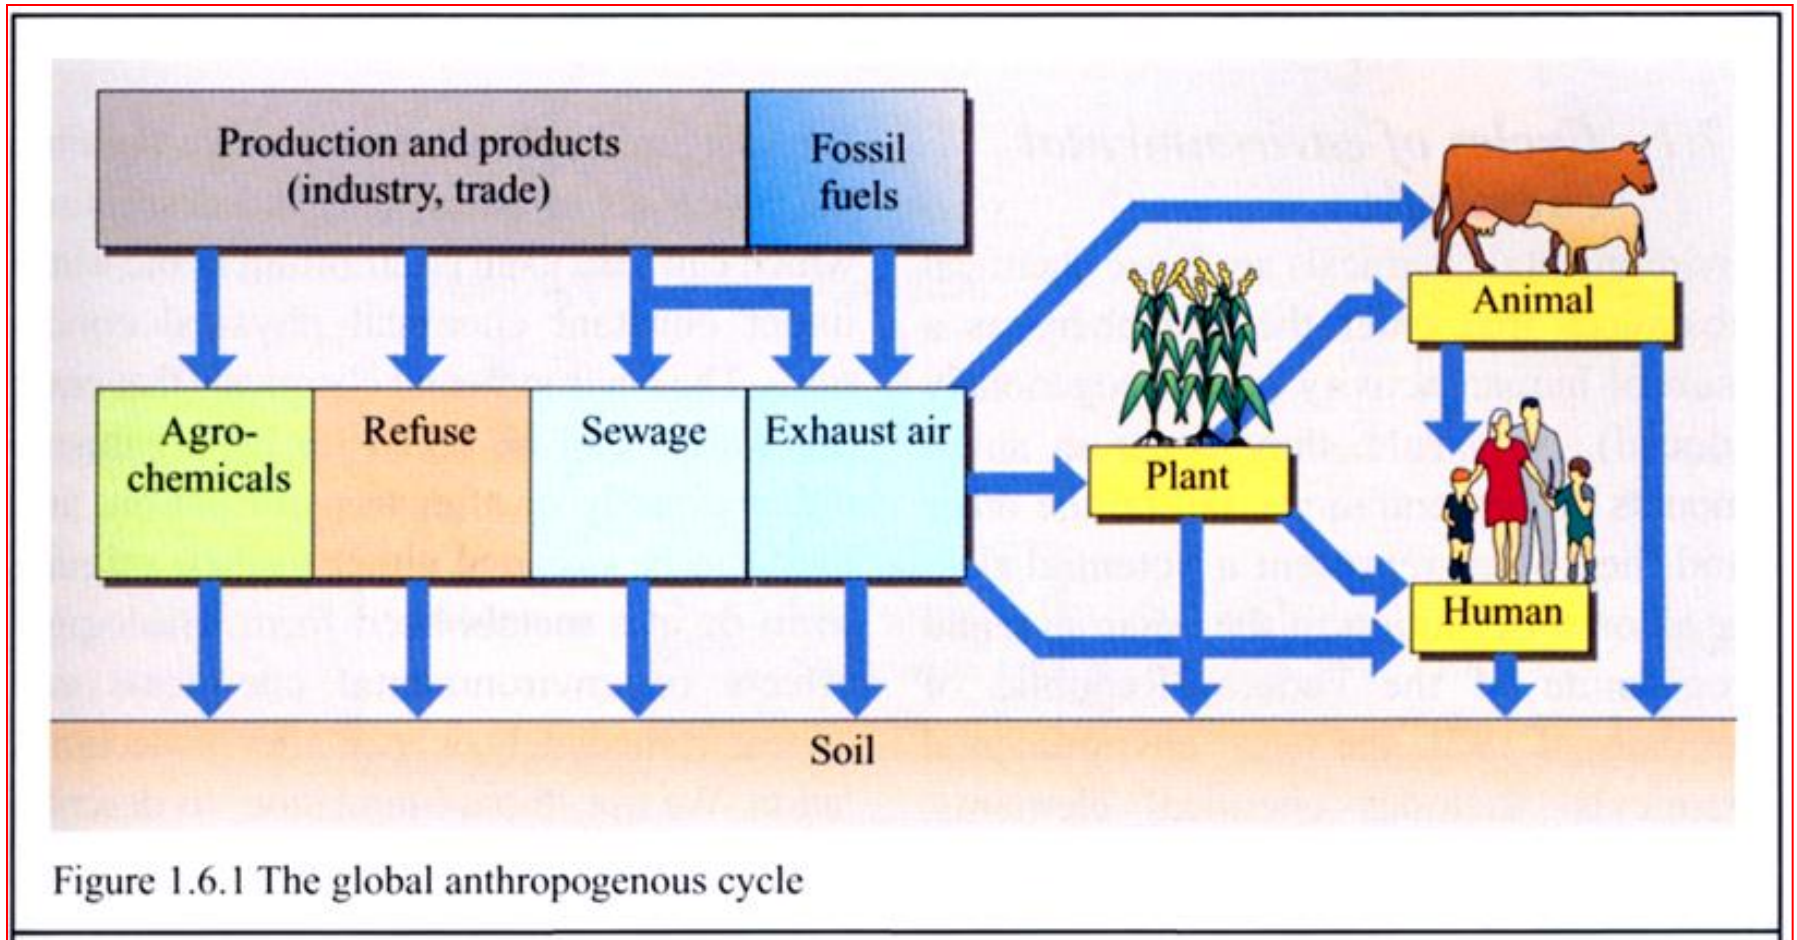 Production and products
(industry, trade)
Fossil
fuels
Agro-
chemicals
Refuse
Sewage
Exhaust air
Plant
Animal
Human
Soil
Figure 1.6.1 The global anthropogenous cycle